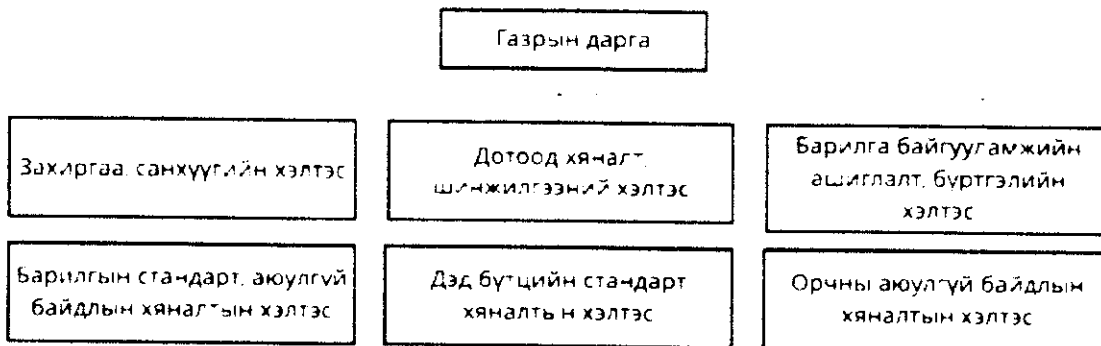 Газрын дарга
Захиргаа, санхүүгийн хэлтэс
Дотоод хяналт,
шинжилгээний хэлтэс
Барилга байгууламжийн
ашиглалт, бүртгэлийн
хэлтэс
Барилгын стандарт, аюулгүй
байдлын хяналтын хэлтэс
Дэд бүтцийн стандарт
хяналтын хэлтэс
Орчны аюулгүй байдлын
хяналтын хэлтэс